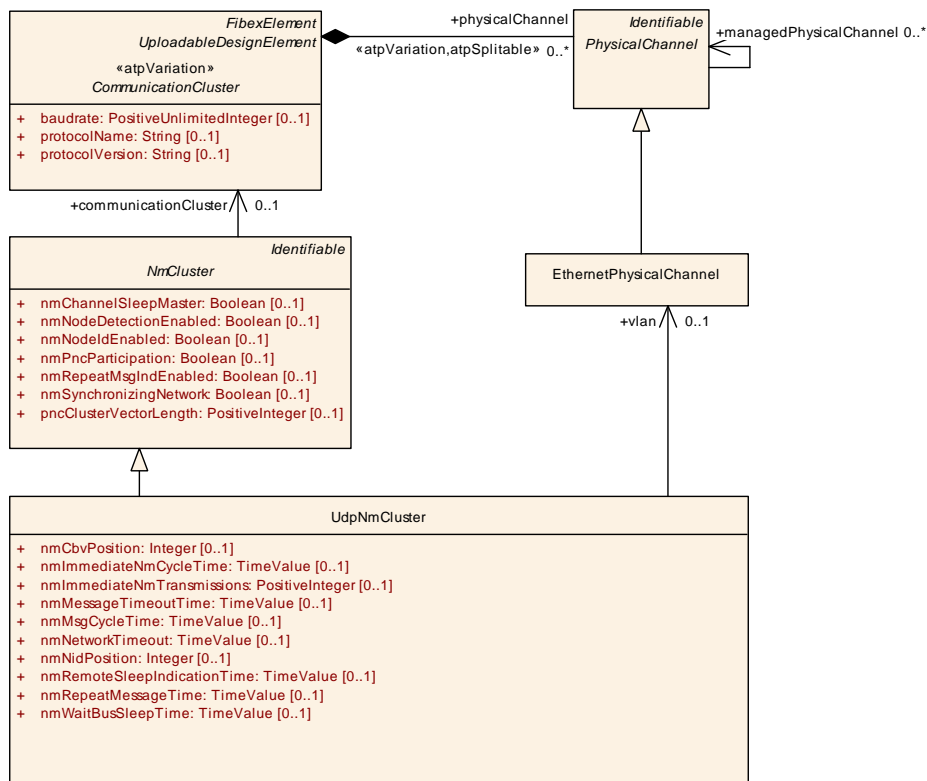 FibexElement
UploadableDesignElement
«atpVariation»
CommunicationCluster
+ baudrate: PositiveUnlimitedInteger [0..1]
+ protocolName: String [0..1]
+ protocolVersion: String [0..1]
+physicalChannel
«atpVariation,atpSplitable» 0..*
Identifiable
PhysicalChannel
+managedPhysicalChannel 0..*
+communicationCluster 0..1
Identifiable
NmCluster
+ nmChannelSleepMaster: Boolean [0..1]
+ nmNodeDetectionEnabled: Boolean [0..1]
+ nmNodeIdEnabled: Boolean [0..1]
+ nmPncParticipation: Boolean [0..1]
+ nmRepeatMsgIndEnabled: Boolean [0..1]
+ nmSynchronizingNetwork: Boolean [0..1]
+ pncClusterVectorLength: PositiveInteger [0..1]
EthernetPhysicalChannel
+vlan 0..1
UdpNmCluster
+ nmCbvPosition: Integer [0..1]
+ nmImmediateNmCycleTime: TimeValue [0..1]
+ nmImmediateNmTransmissions: PositiveInteger [0..1]
+ nmMessageTimeoutTime: TimeValue [0..1]
+ nmMsgCycleTime: TimeValue [0..1]
+ nmNetworkTimeout: TimeValue [0..1]
+ nmNidPosition: Integer [0..1]
+ nmRemoteSleepIndicationTime: TimeValue [0..1]
+ nmRepeatMessageTime: TimeValue [0..1]
+ nmWaitBusSleepTime: TimeValue [0..1]